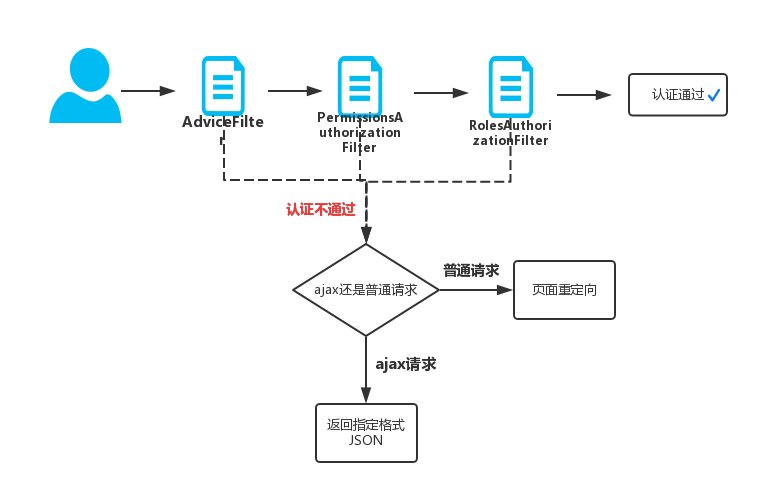 AdviceFilte
r
PermissionsA
uthorization
Filter
RolesAuthori
zationFilter
认证通过
认证不通过
ajax还是普通请求
普通请求
页面重定向
ajax请求
返回指定格式
JSON